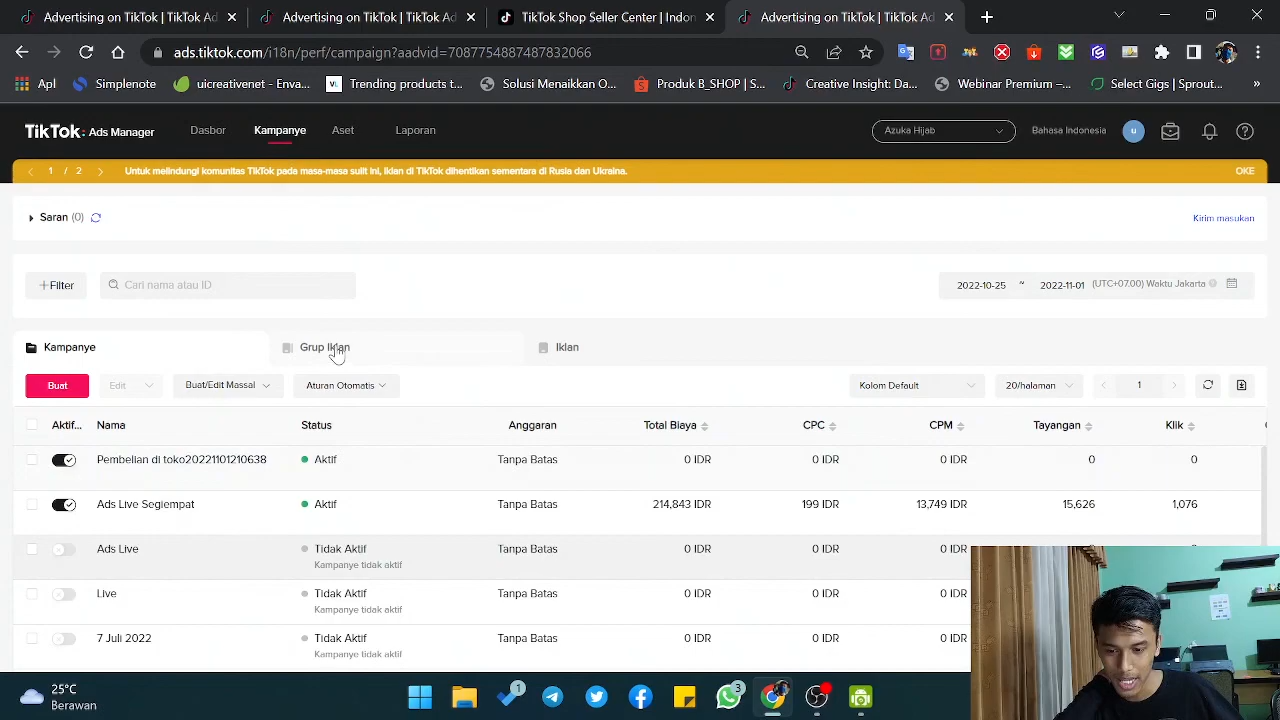 Advertising on TikTok | TikTok Ad
Advertising on TikTok | TikTok Ad
TikTok Shop Seller Center | Indon
Advertising on TikTok | TikTok Ad
ads.tiktok.com/i18n/perf/campaign?aadvid=7087754887487832066
Apl
Simplenote
uicreativenet - Enva...
Trending products t...
Solusi Menaikkan O...
Produk B_SHOP | S...
Creative Insight: Da...
Webinar Premium –...
Select Gigs | Sprout...
»
TikTok: Ads Manager
Dasbor
Kampanye
Aset
Laporan
Azuka Hijab
Bahasa Indonesia
u
1 / 2
Untuk melindungi komunitas TikTok pada masa-masa sulit ini, iklan di TikTok dihentikan sementara di Rusia dan Ukraina.
OKE
Saran (0)
Kirim masukan
+Filter
Cari nama atau ID
2022-10-25 ~ 2022-11-01 (UTC+07.00) Waktu Jakarta
Kampanye
Grup Iklan
Iklan
Buat
Edit
Buat/Edit Massal
Aturan Otomatis
Kolom Default
20/halaman
1
Aktif... Nama Status Anggaran Total Biaya CPC CPM Tayangan Klik
Pembelian di toko20221101210638 Aktif Tanpa Batas 0 IDR 0 IDR 0 IDR 0 0
Ads Live Segiempat Aktif Tanpa Batas 214,843 IDR 199 IDR 13,749 IDR 15,626 1,076
Ads Live Tidak Aktif Tanpa Batas 0 IDR 0 IDR 0 IDR
Kampanye tidak aktif
Live Tidak Aktif Tanpa Batas 0 IDR 0 IDR 0 IDR
Kampanye tidak aktif
7 Juli 2022 Tidak Aktif Tanpa Batas 0 IDR 0 IDR 0 IDR
Kampanye tidak aktif
25°C
Berawan
1
3